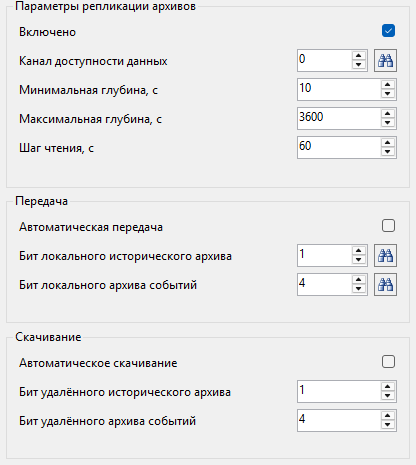 Параметры репликации архивов
Включено
Канал доступности данных 0
Минимальная глубина, с 10
Максимальная глубина, с 3600
Шаг чтения, с 60
Передача
Автоматическая передача
Бит локального исторического архива 1
Бит локального архива событий 4
Скачивание
Автоматическое скачивание
Бит удалённого исторического архива 1
Бит удалённого архива событий 4